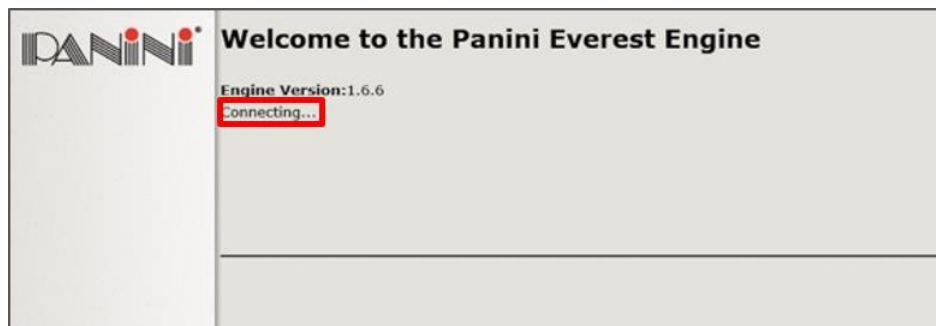 PANINI
Welcome to the Panini Everest Engine
Engine Version:1.6.6
Connecting...